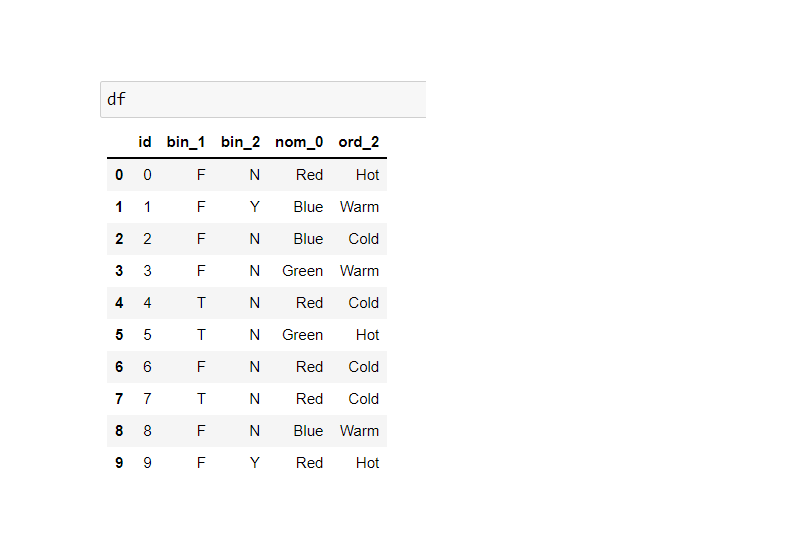 df
id bin_1 bin_2 nom_0 ord_2
0 0 F N Red Hot
1 1 F Y Blue Warm
2 2 F N Blue Cold
3 3 F N Green Warm
4 4 T N Red Cold
5 5 T N Green Hot
6 6 F N Red Cold
7 7 T N Red Cold
8 8 F N Blue Warm
9 9 F Y Red Hot